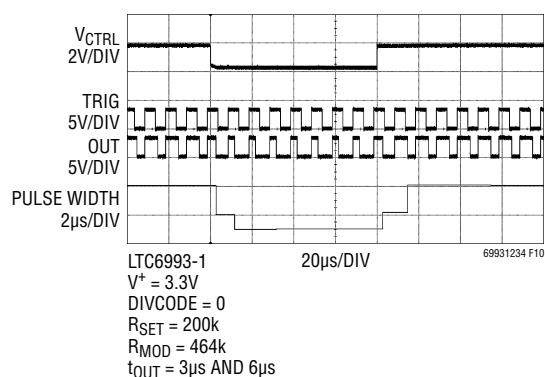 VCTRL
2V/DIV
TRIG
5V/DIV
OUT
5V/DIV
PULSE WIDTH
2µs/DIV
LTC6993-1
20µs/DIV
69931234 F10
V+ = 3.3V
DIVCODE = 0
RSET = 200k
RMOD = 464k
tOUT = 3µs AND 6µs